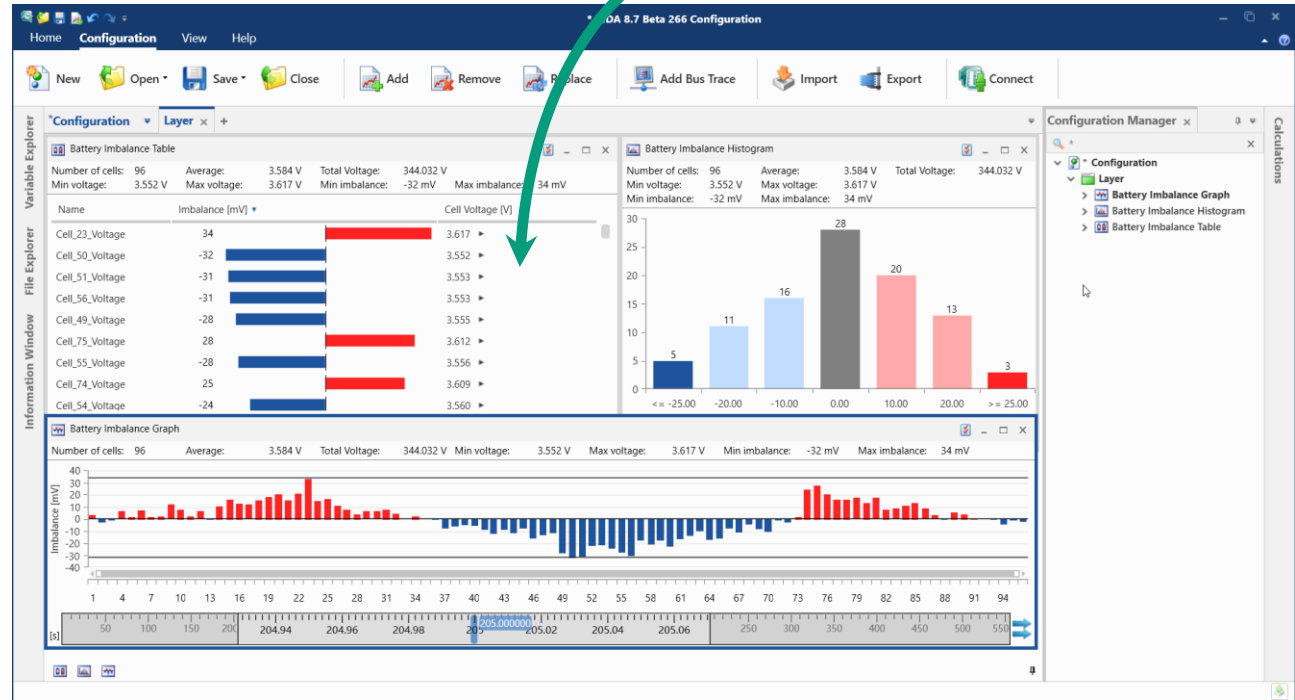 DA 8.7 Beta 266 Configuration
Home Configuration View Help
New Open Save Close Add Remove Replace Add Bus Trace Import Export Connect
Variable Explorer
File Explorer
Information Window
*Configuration Layer × +
Battery Imbalance Table
Number of cells: 96 Average: 3.584 V Total Voltage: 344.032 V
Min voltage: 3.552 V Max voltage: 3.617 V Min imbalance: -32 mV Max imbalance: 34 mV
Name Imbalance [mV] Cell Voltage [V]
Cell_23_Voltage 34 3.617
Cell_50_Voltage -32 3.552
Cell_51_Voltage -31 3.553
Cell_56_Voltage -31 3.553
Cell_49_Voltage -28 3.555
Cell_75_Voltage 28 3.612
Cell_55_Voltage -28 3.556
Cell_74_Voltage 25 3.609
Cell_54_Voltage -24 3.560
Battery Imbalance Histogram
Number of cells: 96 Average: 3.584 V Total Voltage: 344.032 V
Min voltage: 3.552 V Max voltage: 3.617 V
Min imbalance: -32 mV Max imbalance: 34 mV
30
25
20
15
10
5
0
5 11 16 28 20 13 3
<= -25.00 -20.00 -10.00 0.00 10.00 20.00 >= 25.00
Battery Imbalance Graph
Number of cells: 96 Average: 3.584 V Total Voltage: 344.032 V Min voltage: 3.552 V Max voltage: 3.617 V Min imbalance: -32 mV Max imbalance: 34 mV
Imbalance [mV]
40
30
20
10
0
-10
-20
-30
-40
1 4 7 10 13 16 19 22 25 28 31 34 37 40 43 46 49 52 55 58 61 64 67 70 73 76 79 82 85 88 91 94
[s] 50 100 150 200 204.94 204.96 204.98 205 205.000000 205.02 205.04 205.06 250 300 350 400 450 500 550
Configuration Manager ×
*
* Configuration
Layer
Battery Imbalance Graph
Battery Imbalance Histogram
Battery Imbalance Table
Calculations